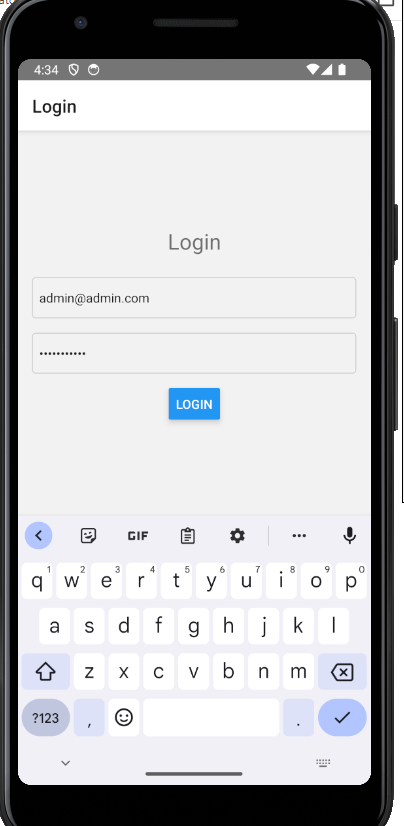 4:34
Login
Login
admin@admin.com
•••••••••••
LOGIN
GIF
q1 w2 e3 r4 t5 y6 u7 i8 o9 p0
a s d f g h j k l
z x c v b n m
?123 , .